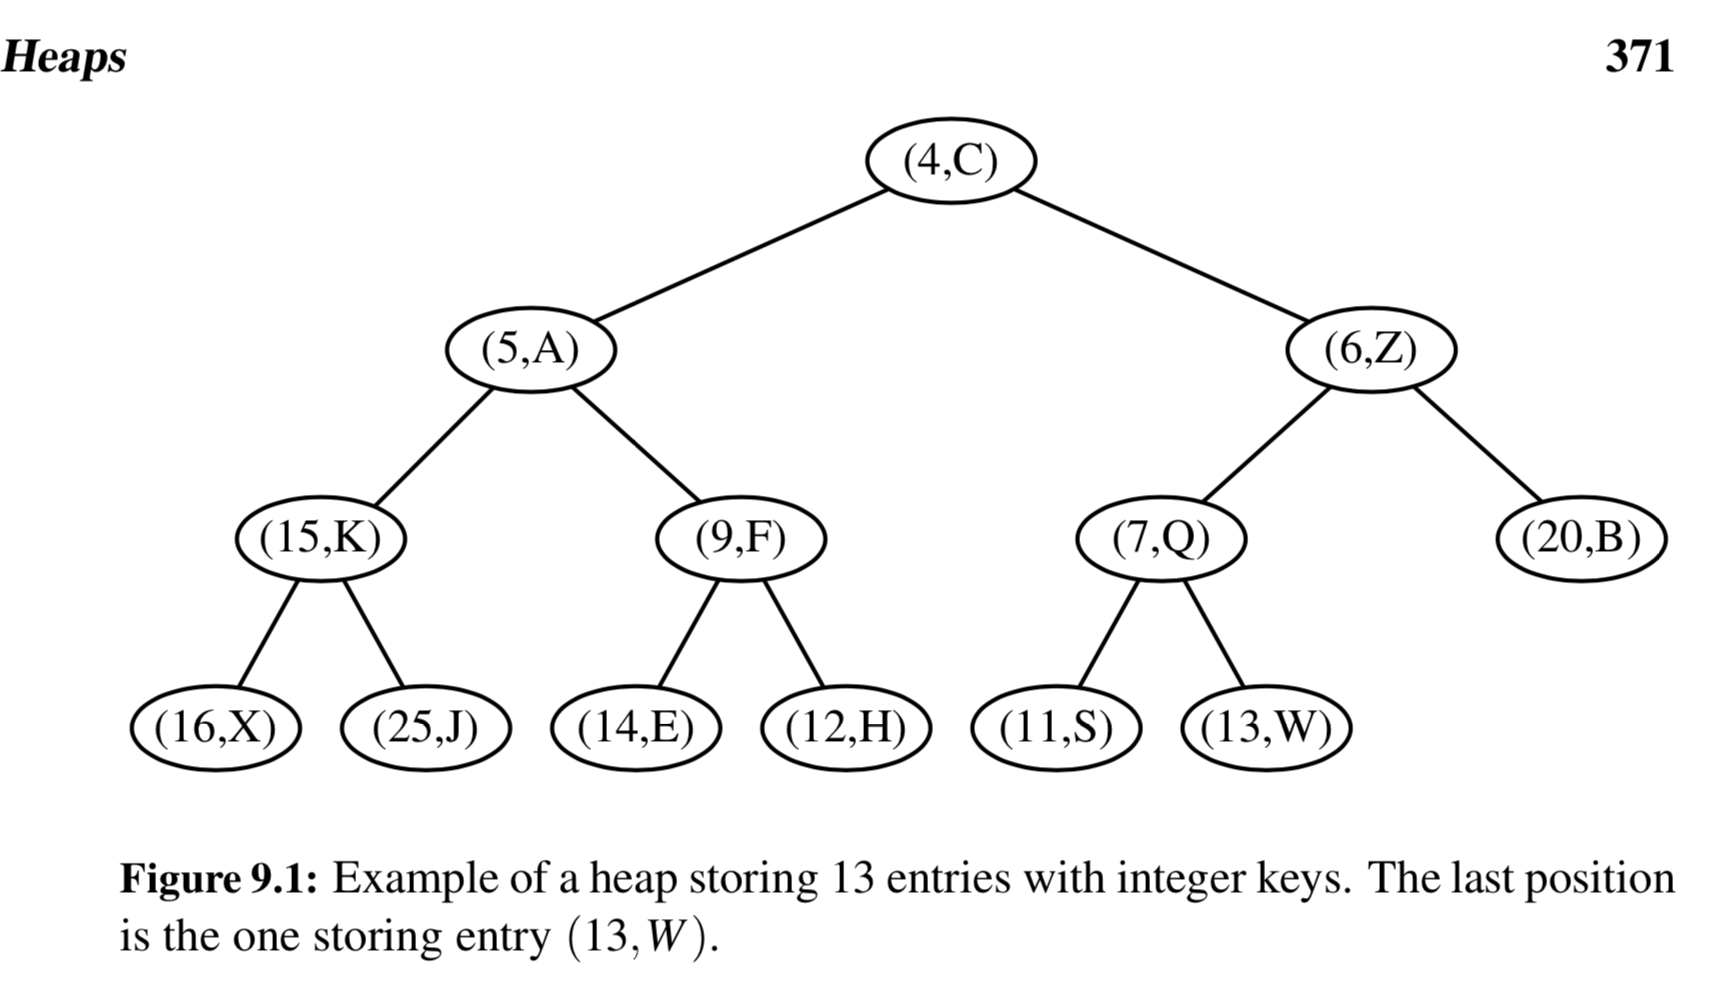 Heaps 371
(4,C)
(5,A) (6,Z)
(15,K) (9,F) (7,Q) (20,B)
(16,X) (25,J) (14,E) (12,H) (11,S) (13,W)
Figure 9.1: Example of a heap storing 13 entries with integer keys. The last position
is the one storing entry (13,W).